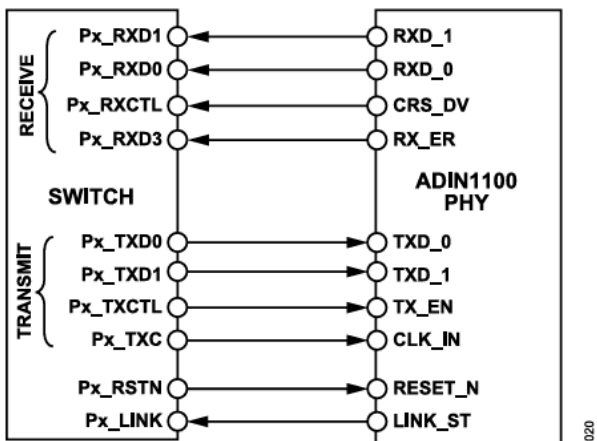 Px_RXD1 RXD_1
Px_RXD0 RXD_0
Px_RXCTL CRS_DV
Px_RXD3 RX_ER
RECEIVE
SWITCH
ADIN1100
PHY
Px_TXD0 TXD_0
Px_TXD1 TXD_1
Px_TXCTL TX_EN
Px_TXC CLK_IN
TRANSMIT
Px_RSTN RESET_N
Px_LINK LINK_ST
020